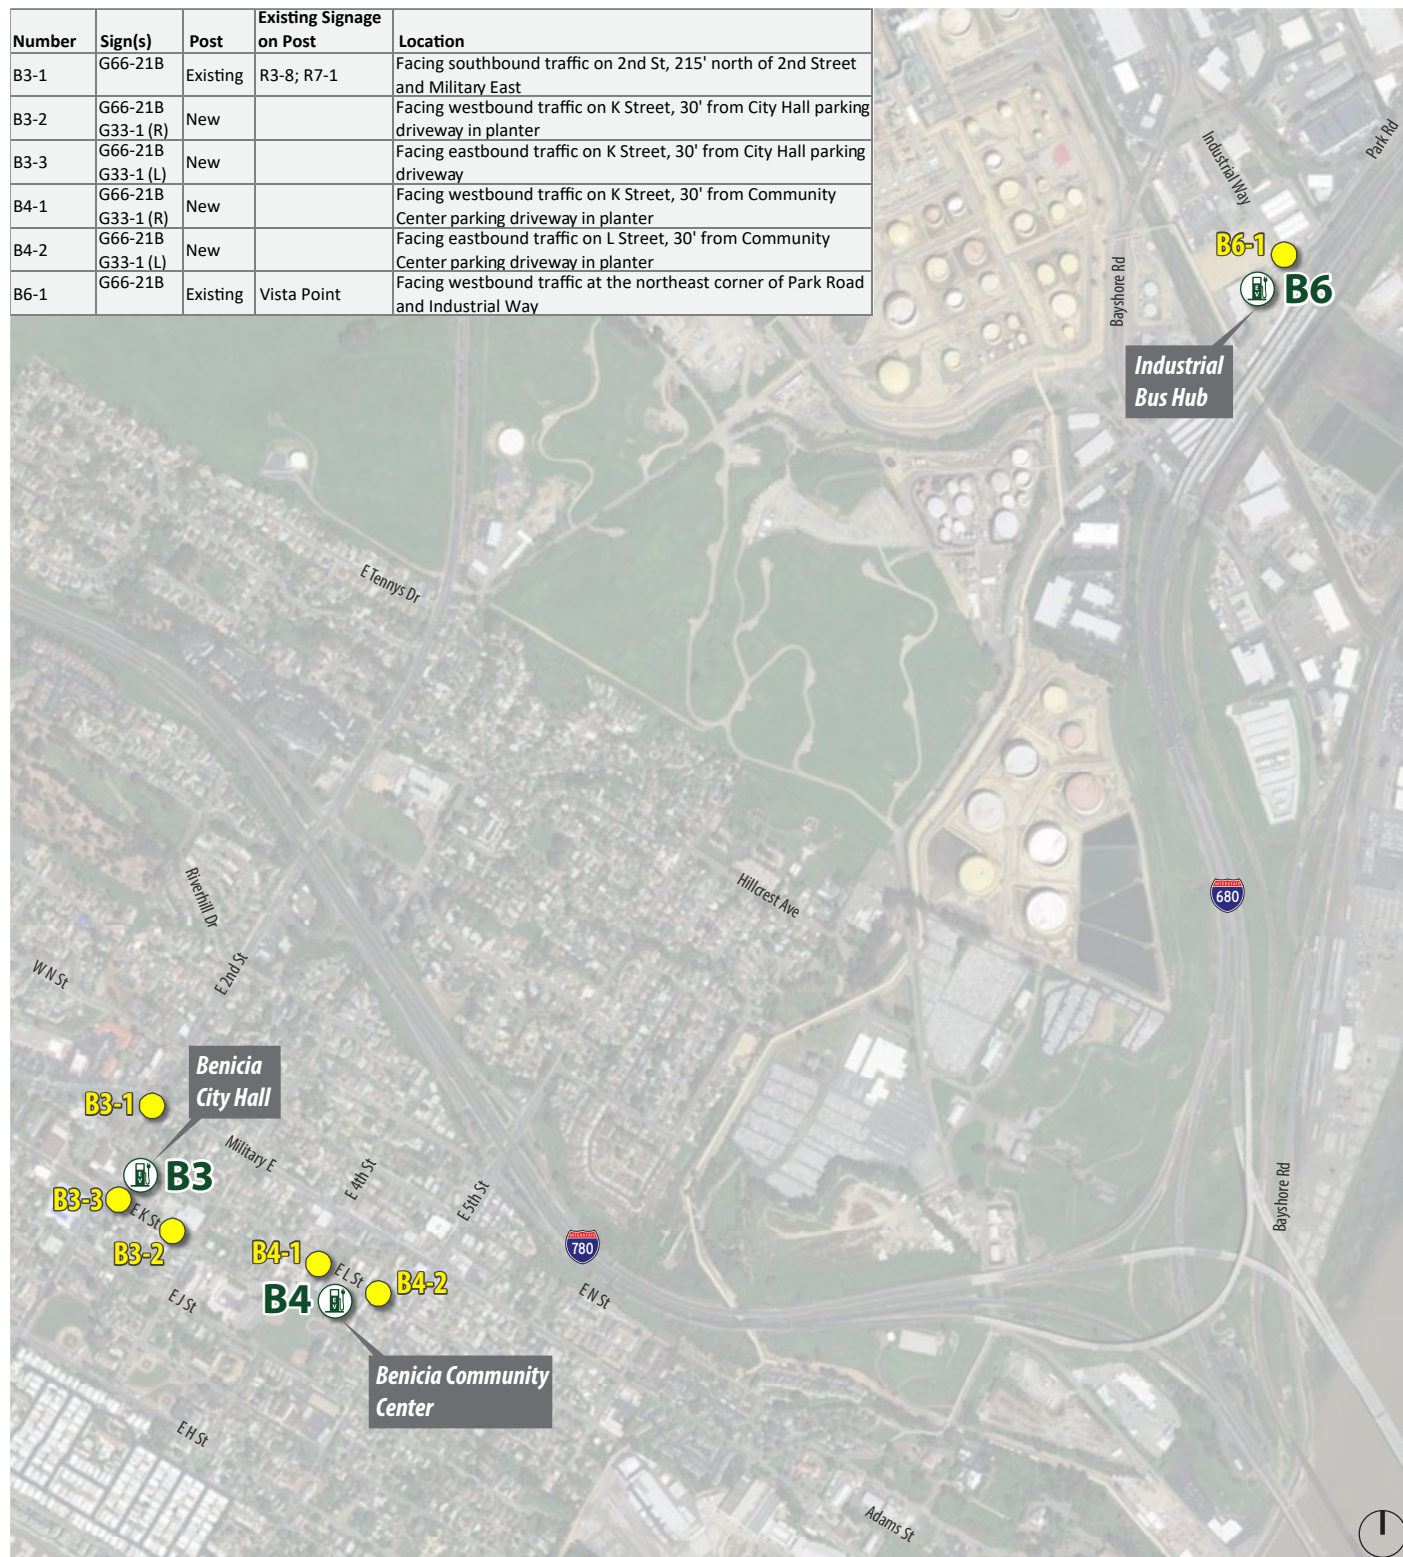 Number Sign(s) Post Existing Signage on Post Location
B3-1 G66-21B Existing R3-8; R7-1 Facing southbound traffic on 2nd St, 215' north of 2nd Street
and Military East
B3-2 G66-21B New Facing westbound traffic on K Street, 30' from City Hall parking
G33-1 (R) driveway in planter
B3-3 G66-21B New Facing eastbound traffic on K Street, 30' from City Hall parking
G33-1 (L) driveway
B4-1 G66-21B New Facing westbound traffic on K Street, 30' from Community
G33-1 (R) Center parking driveway in planter
B4-2 G66-21B New Facing eastbound traffic on L Street, 30' from Community
G33-1 (L) Center parking driveway in planter
B6-1 G66-21B Existing Vista Point Facing westbound traffic at the northeast corner of Park Road
and Industrial Way
Park Rd
Industrial Way
B6-1
Bayshore Rd
B6
Industrial
Bus Hub
E Tennys Dr
Hillcrest Ave
Riverhill Dr
INTERSTATE
680
W N St
E 2nd St
Benicia
City Hall
B3-1
Military E
B3
E 4th St
E 5th St
Bayshore Rd
B3-3
E K St
B3-2
INTERSTATE
780
B4-1
E L St
B4-2
B4
E J St
E N St
Benicia Community
Center
E H St
Adams St